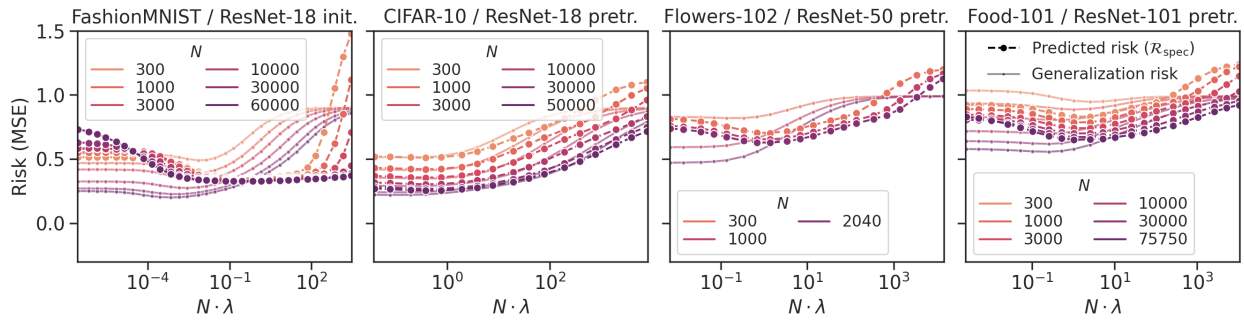 FashionMNIST / ResNet-18 init.
CIFAR-10 / ResNet-18 pretr.
Flowers-102 / ResNet-50 pretr.
Food-101 / ResNet-101 pretr.
Risk (MSE)
1.5
1.0
0.5
0.0
N
300
1000
3000
10000
30000
60000
10⁻⁴
10⁻¹
10²
N · λ
N
300
1000
3000
10000
30000
50000
10⁰
10²
N · λ
N
300
1000
2040
10⁻¹
10¹
10³
N · λ
Predicted risk (𝓡_spec)
Generalization risk
N
300
1000
3000
10000
30000
75750
10⁻¹
10¹
10³
N · λ